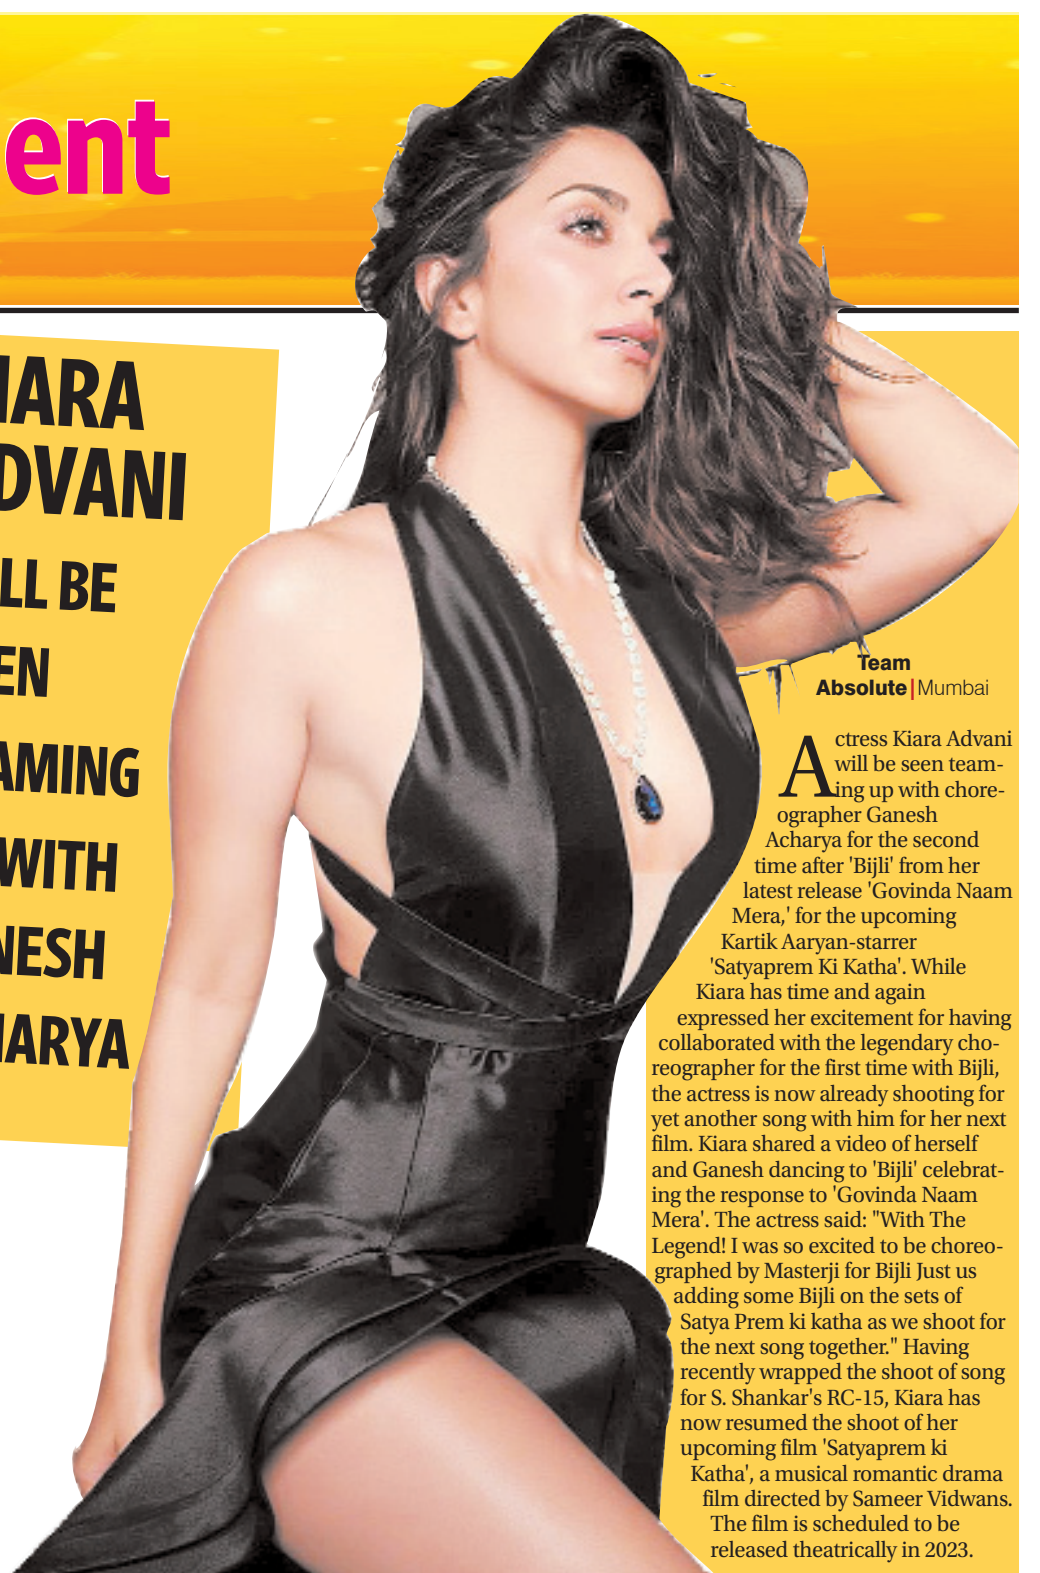 ent
IARA
DVANI
LL BE
EN
AMING
WITH
NESH
HARYA
Team
Absolute|Mumbai
Actress Kiara Advani
will be seen team-
ing up with chore-
ographer Ganesh
Acharya for the second
time after 'Bijli' from her
latest release 'Govinda Naam
Mera,' for the upcoming
Kartik Aaryan-starrer
'Satyaprem Ki Katha'. While
Kiara has time and again
expressed her excitement for having
collaborated with the legendary cho-
reographer for the first time with Bijli,
the actress is now already shooting for
yet another song with him for her next
film. Kiara shared a video of herself
and Ganesh dancing to 'Bijli' celebrat-
ing the response to 'Govinda Naam
Mera'. The actress said: "With The
Legend! I was so excited to be choreo-
graphed by Masterji for Bijli Just us
adding some Bijli on the sets of
Satya Prem ki katha as we shoot for
the next song together." Having
recently wrapped the shoot of song
for S. Shankar's RC-15, Kiara has
now resumed the shoot of her
upcoming film 'Satyaprem ki
Katha', a musical romantic drama
film directed by Sameer Vidwans.
The film is scheduled to be
released theatrically in 2023.